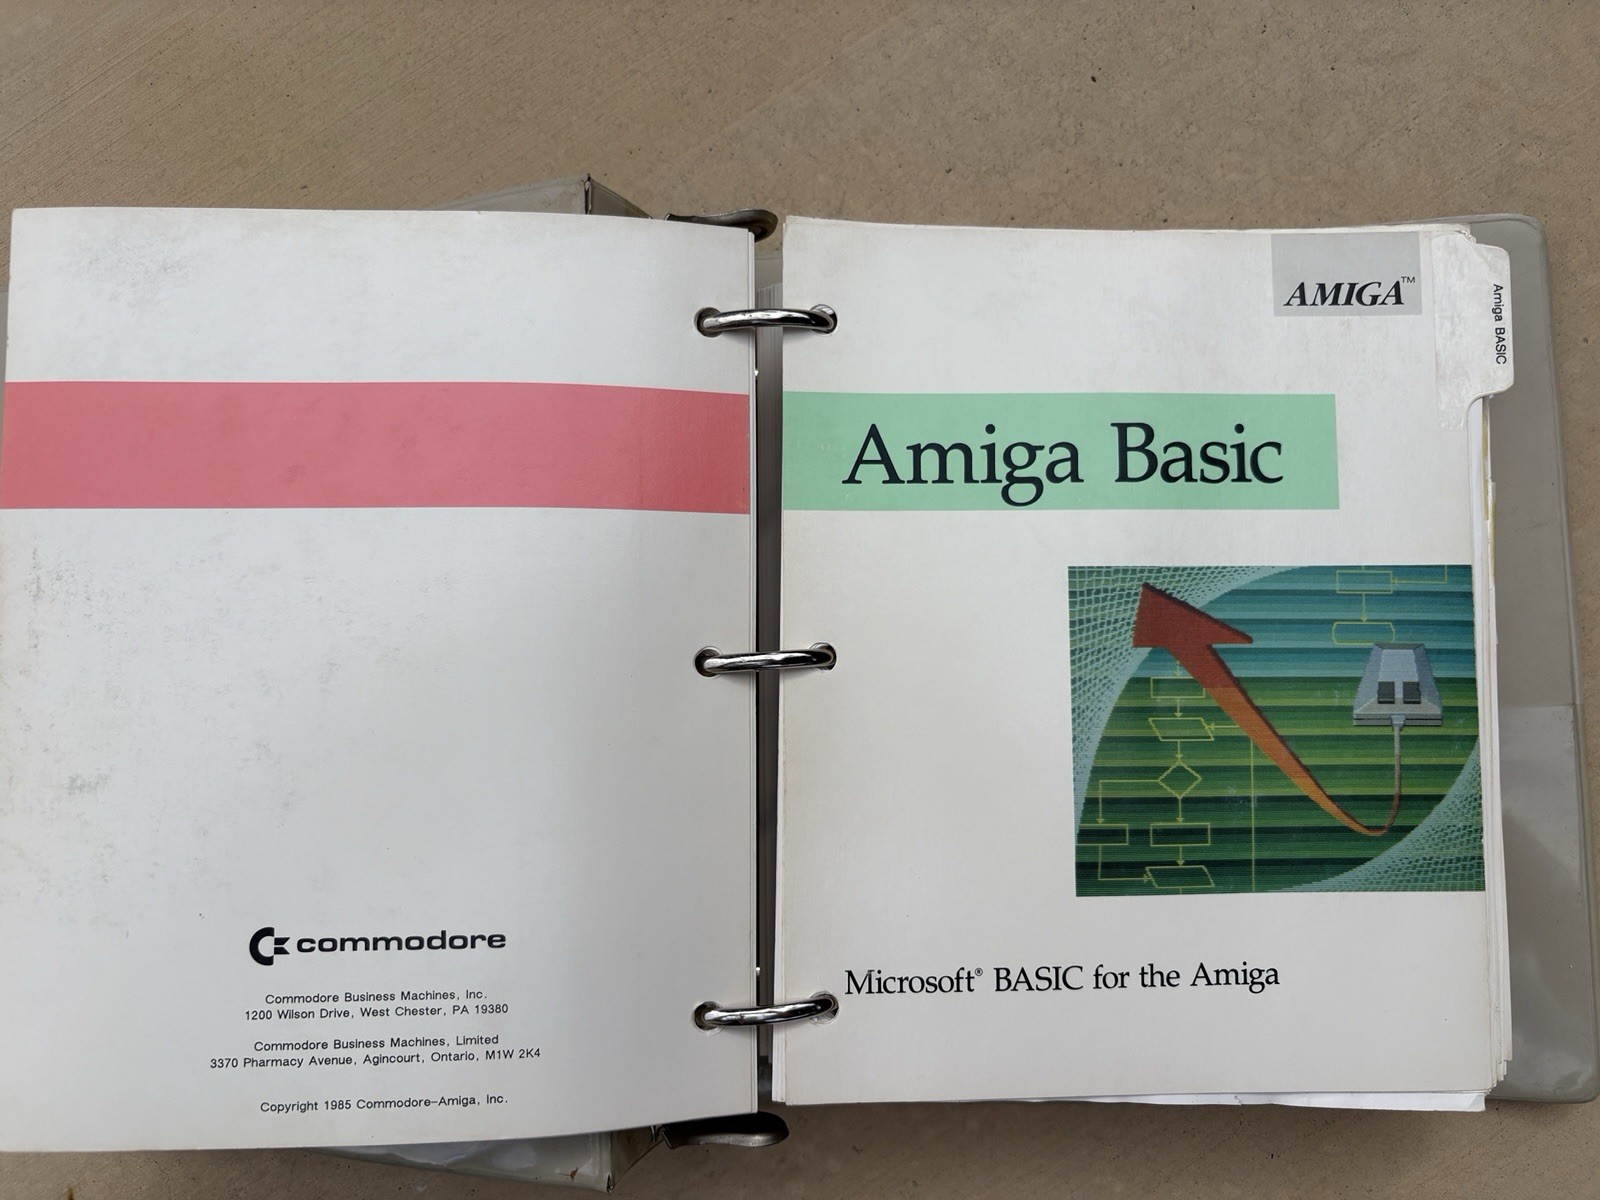 commodore
Commodore Business Machines, Inc.
1200 Wilson Drive, West Chester, PA 19380
Commodore Business Machines, Limited
3370 Pharmacy Avenue, Agincourt, Ontario, M1W 2K4
Copyright 1985 Commodore–Amiga, Inc.
AMIGA™
Amiga BASIC
Amiga Basic
Microsoft® BASIC for the Amiga